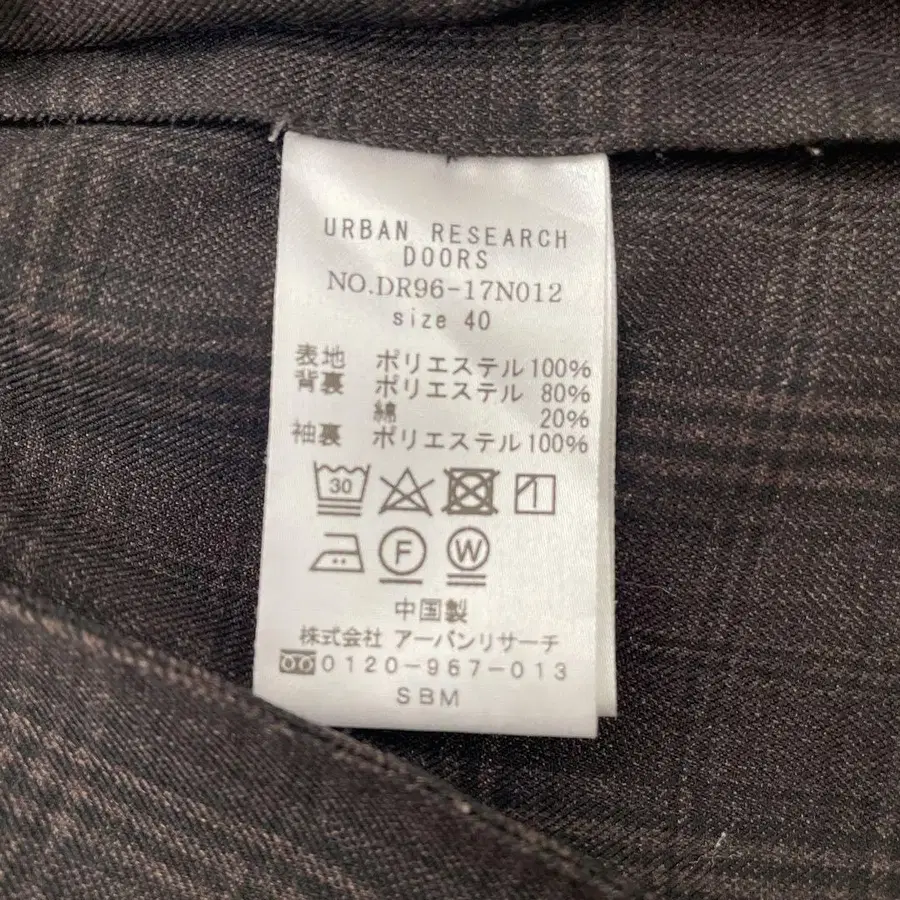 URBAN RESEARCH
DOORS
NO.DR96-17N012
size 40
表地 ポリエステル100%
背裏 ポリエステル 80%
綿 20%
袖裏 ポリエステル100%
30
F W
中国製
株式会社 アーバンリサーチ
0120-967-013
SBM